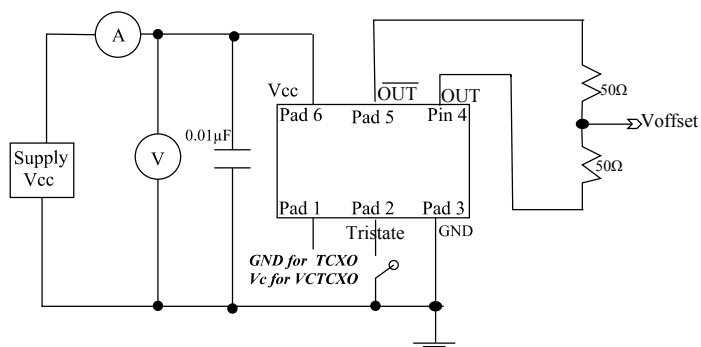 A
Vcc
OUT
OUT
Pad 6
Pad 5
Pin 4
50Ω
Voffset
0.01µF
V
Supply
Vcc
50Ω
Pad 1
Pad 2
Pad 3
Tristate
GND
GND for TCXO
Vc for VCTCXO